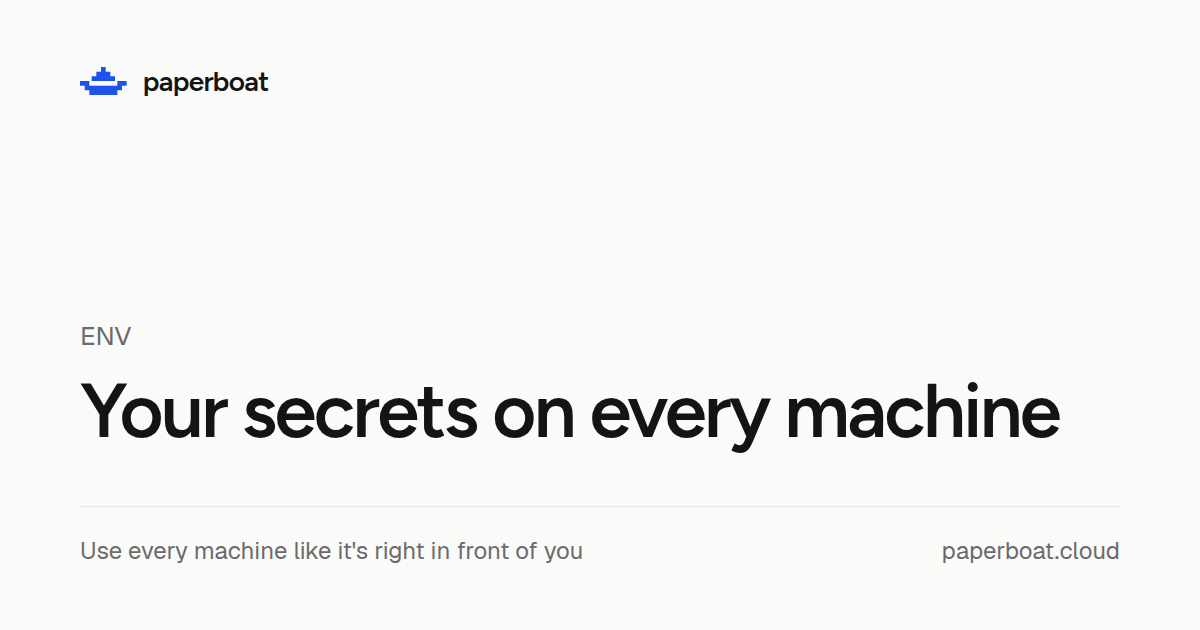 paperboat
ENV
Your secrets on every machine
Use every machine like it's right in front of you
paperboat.cloud